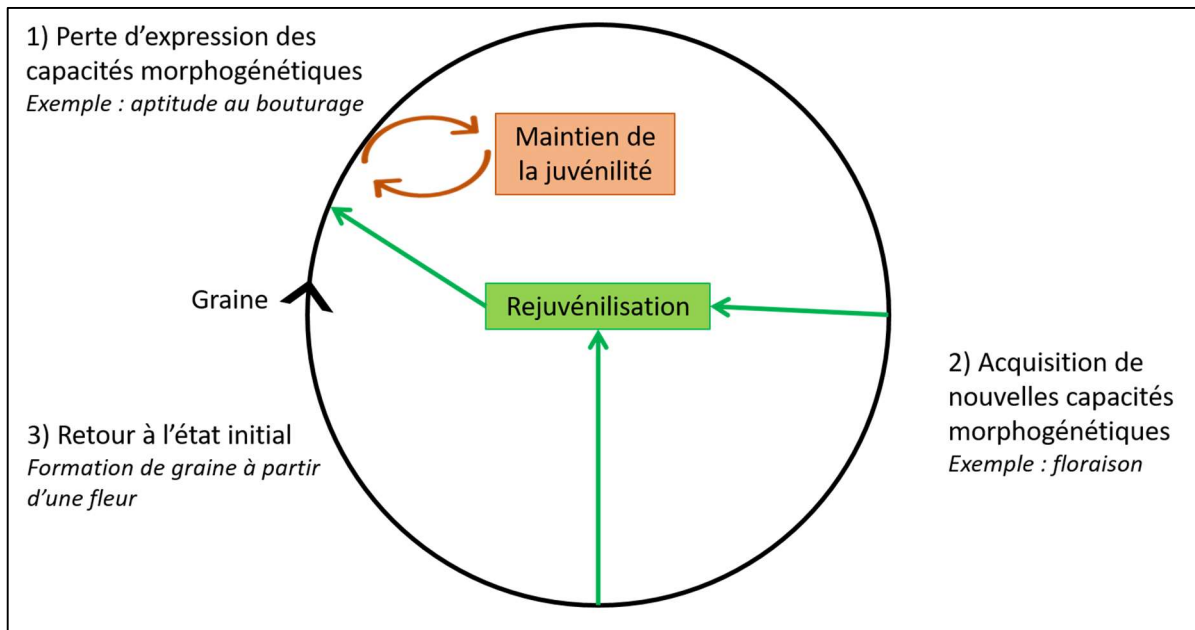 1) Perte d’expression des
capacités morphogénétiques
Exemple : aptitude au bouturage
Maintien de
la juvénilité
Graine
Rejuvénilisation
2) Acquisition de
nouvelles capacités
morphogénétiques
Exemple : floraison
3) Retour à l’état initial
Formation de graine à partir
d’une fleur